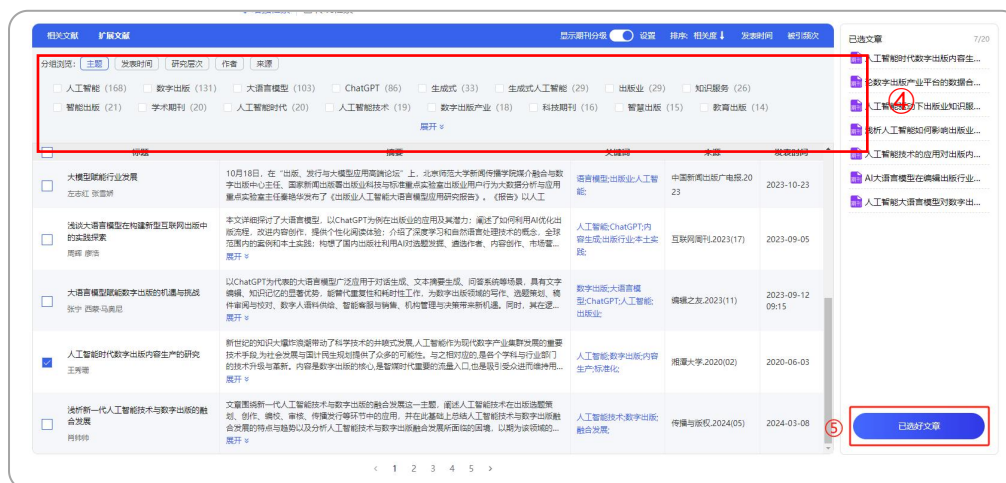 相关文献 扩展文献 显示期刊分级 设置 排序: 相关度↓ 发表时间 被引频次
分组浏览: 主题 发表时间 研究层次 作者 来源
人工智能 (168) 数字出版 (131) 大语言模型 (103) ChatGPT (86) 生成式 (33) 生成式人工智能 (29) 出版业 (29) 知识服务 (26)
智能出版 (21) 学术期刊 (20) 人工智能时代 (20) 人工智能技术 (19) 数字出版产业 (18) 科技期刊 (16) 智慧出版 (15) 教育出版 (14)
展开
标题 摘要 关键词 来源 发表时间
大模型赋能行业发展
左志红 张雪娇
10月18日，在“出版、发行与大模型应用高端论坛”上，北京师范大学新闻传播学院媒介融合与数
字出版中心主任、国家新闻出版署出版业科技与标准重点实验室出版业用户行为大数据分析与应用
重点实验室主任秦艳华发布了《出版业人工智能大语言模型应用研究报告》。《报告》以人工
语言模型;出版业;人工智
能;
中国新闻出版广电报.20
23
2023-10-23
浅谈大语言模型在构建新型互联网出版中
的实践探索
周晖 廖浩
本文详细探讨了大语言模型，以ChatGPT为例在出版业的应用及其潜力；阐述了如何利用AI优化出
版流程，改进内容创作，提供个性化阅读体验；介绍了深度学习和自然语言处理技术的概念，全球
范围内的案例和本土实践；构想了国内出版社利用AI对选题发掘、遴选作者、内容创作、市场营...
展开
人工智能;ChatGPT;内
容生成;出版行业;本土实
践;
互联网周刊.2023(17)
2023-09-05
大语言模型赋能数字出版的机遇与挑战
张宁 西蒙·马奥尼
以ChatGPT为代表的大语言模型广泛应用于对话生成、文本摘要生成、问答系统等场景，具有文字
编辑、知识记忆的显著优势，能替代重复性和耗时性工作，为数字出版领域的写作、选题策划、稿
件审阅与校对、数字人语料供给、智能客服与销售、机构管理与决策带来新机遇。同时，其在逻...
展开
数字出版;大语言模
型;ChatGPT;人工智能;
出版业;
编辑之友.2023(11)
2023-09-12
09:15
人工智能时代数字出版内容生产的研究
王秀珊
新世纪的知识大爆炸浪潮带动了科学技术的井喷式发展,人工智能作为现代数字产业集群发展的重要
技术手段,为社会发展与国计民生规划提供了众多的可能性。与之相对应的,是各个学科与行业部门
的技术升级与革新。内容是数字出版的核心,是智媒时代重要的流量入口,也是吸引受众进而维持用...
展开
人工智能;数字出版;内容
生产;标准化;
湘潭大学.2020(02)
2020-06-03
浅析新一代人工智能技术与数字出版的融
合发展
肖帅帅
文章围绕新一代人工智能技术与数字出版的融合发展这一主题，阐述人工智能技术在出版选题策
划、创作、编校、审核、传播发行等环节中的应用，并在此基础上总结人工智能技术与数字出版融
合发展的特点与趋势以及分析人工智能技术与数字出版融合发展所面临的困境，以期为该领域的...
展开
人工智能技术;数字出版;
融合发展;
传播与版权.2024(05)
2024-03-08
1 2 3 4 5
已选文章 7/20
人工智能时代数字出版内容生...
论数字出版产业平台的数据合...
④
人工智能驱动下出版业知识服...
浅析人工智能如何影响出版业...
人工智能技术的应用对出版内...
AI大语言模型在编辑出版行业...
人工智能大语言模型对数字出...
⑤
已选好文章